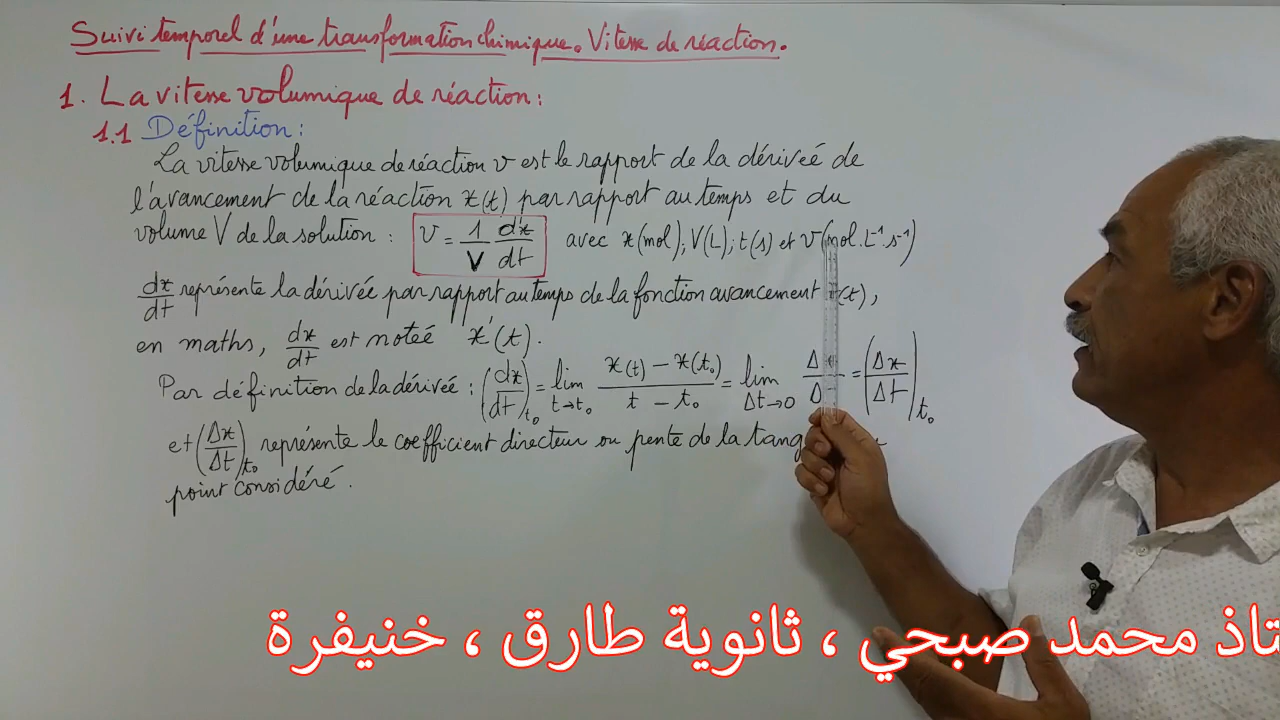 Suivi temporel d'une transformation chimique. Vitesse de réaction.
1. La vitesse volumique de réaction :
1.1 Définition :
La vitesse volumique de réaction v est le rapport de la dériveé de
l'avancement de la réaction x(t) par rapport au temps et du
volume V de la solution : v = 1/V dx/dt avec x(mol); V(L); t(s) et v(mol.L⁻¹.s⁻¹)
dx/dt représente la dérivée par rapport au temps de la fonction avancement x(t),
en maths, dx/dt est noteé x'(t).
Par définition de la dérivée : (dx/dt)t₀ = lim t→t₀ x(t) - x(t₀) / t - t₀ = lim Δt→0 Δ Δ = (Δx/Δt)t₀
et (Δx/Δt)t₀ représente le coefficient directeur ou pente de la
point considéré.
محمد صبحي ، ثانوية طارق ، خنيفرة